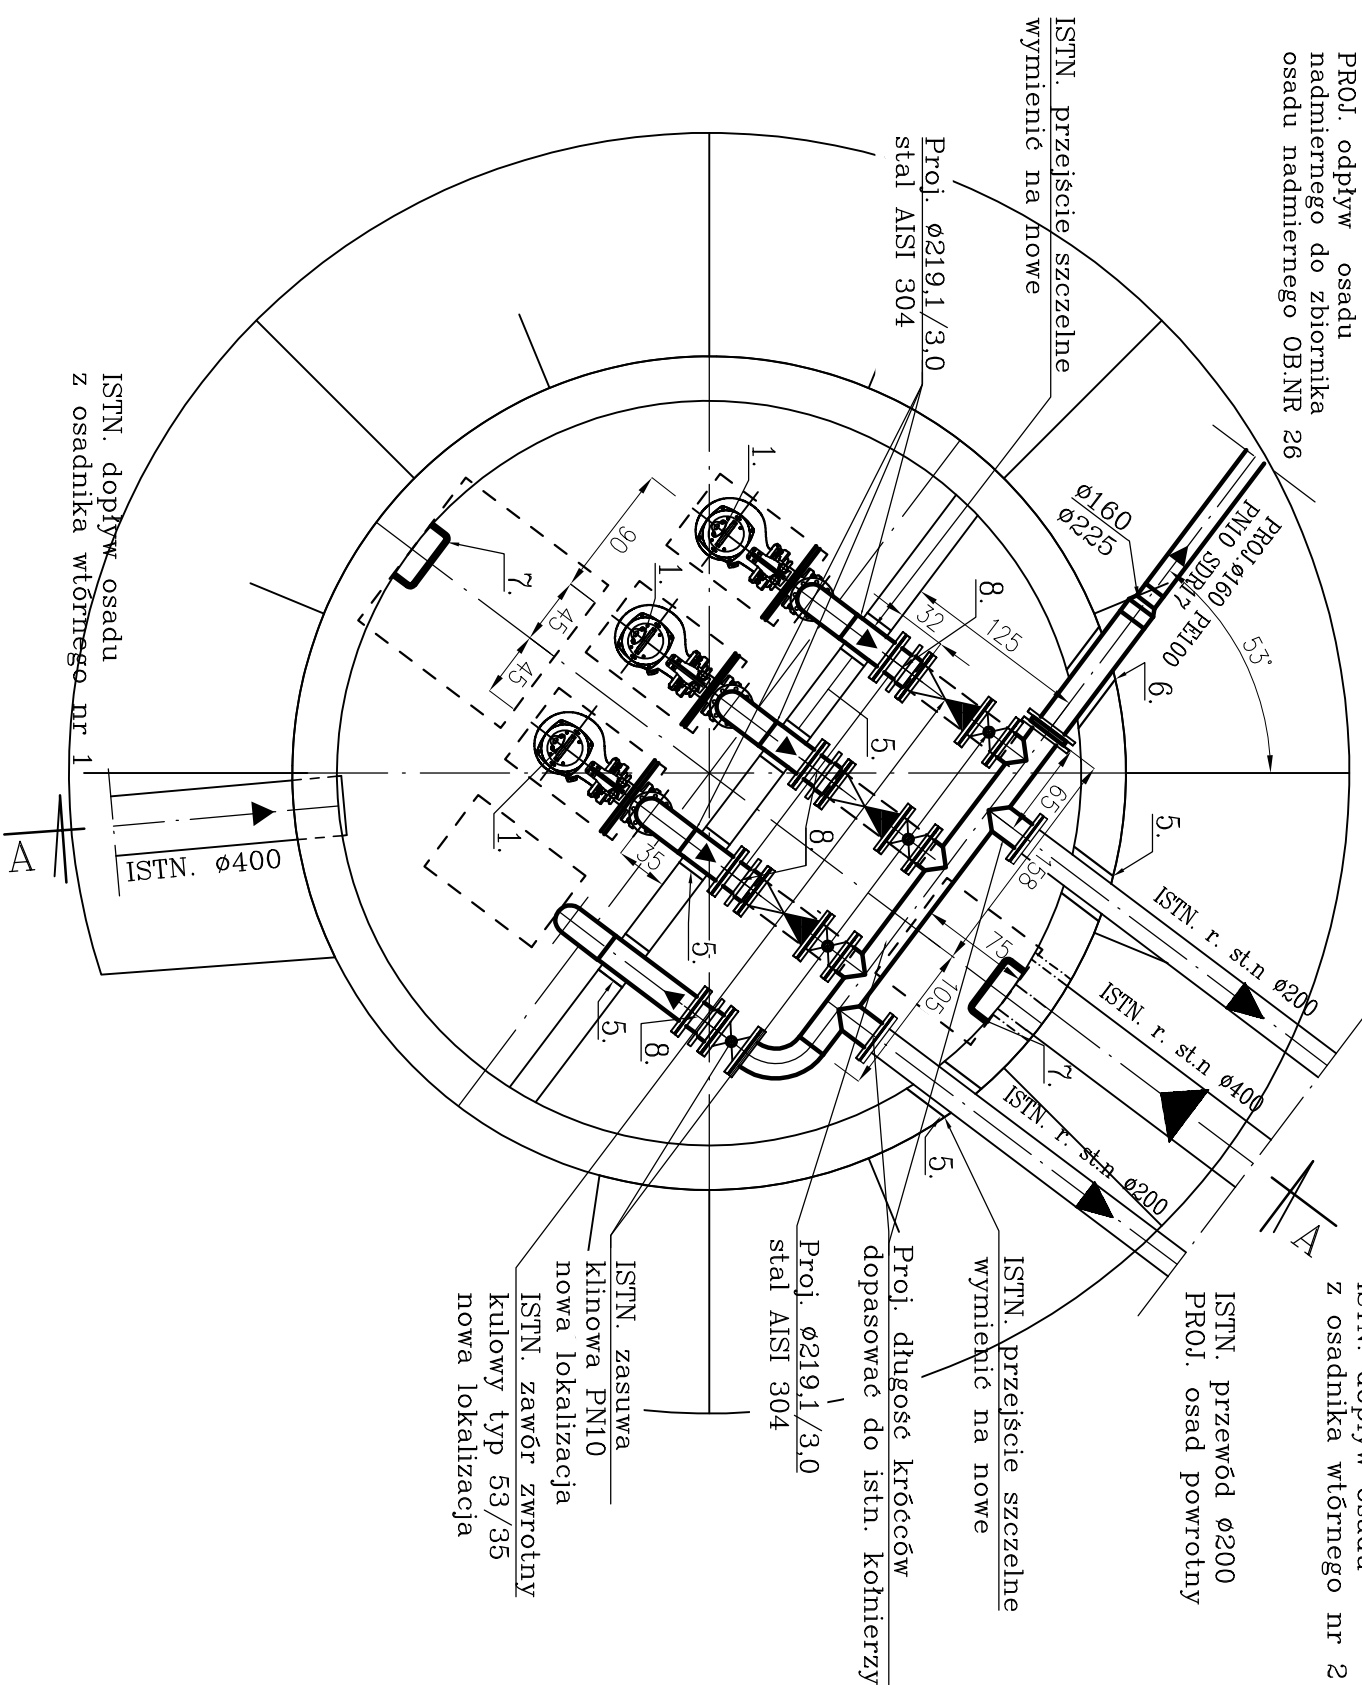 PROJ. odpływ osadu
nadmiernego do zbiornika
osadu nadmiernego OB.NR 26
ISTN. przejście szczelne
wymienić na nowe
Proj. ø219,1/3,0
stal AISI 304
ISTN. dopływ osadu
z osadnika wtórnego nr 1
ISTN. ø400
A
ø160
ø225
PROJ.ø160 PE100
PN10 SDR17
53°
1.
1.
1.
7.
90
45
45
32
125
8.
6.
5.
5.
65
58
75
105
35
8.
5.
5.
8.
7.
5.
ISTN. r. st.n ø200
ISTN. r. st.n ø400
ISTN. r. st.n ø200
A
z osadnika wtórnego nr 2
ISTN. przewód ø200
PROJ. osad powrotny
ISTN. przejście szczelne
wymienić na nowe
Proj. długość króćców
dopasować do istn. kołnierzy
Proj. ø219,1/3,0
stal AISI 304
ISTN. zasuwa
klinowa PN10
nowa lokalizacja
ISTN. zawór zwrotny
kulowy typ 53/35
nowa lokalizacja